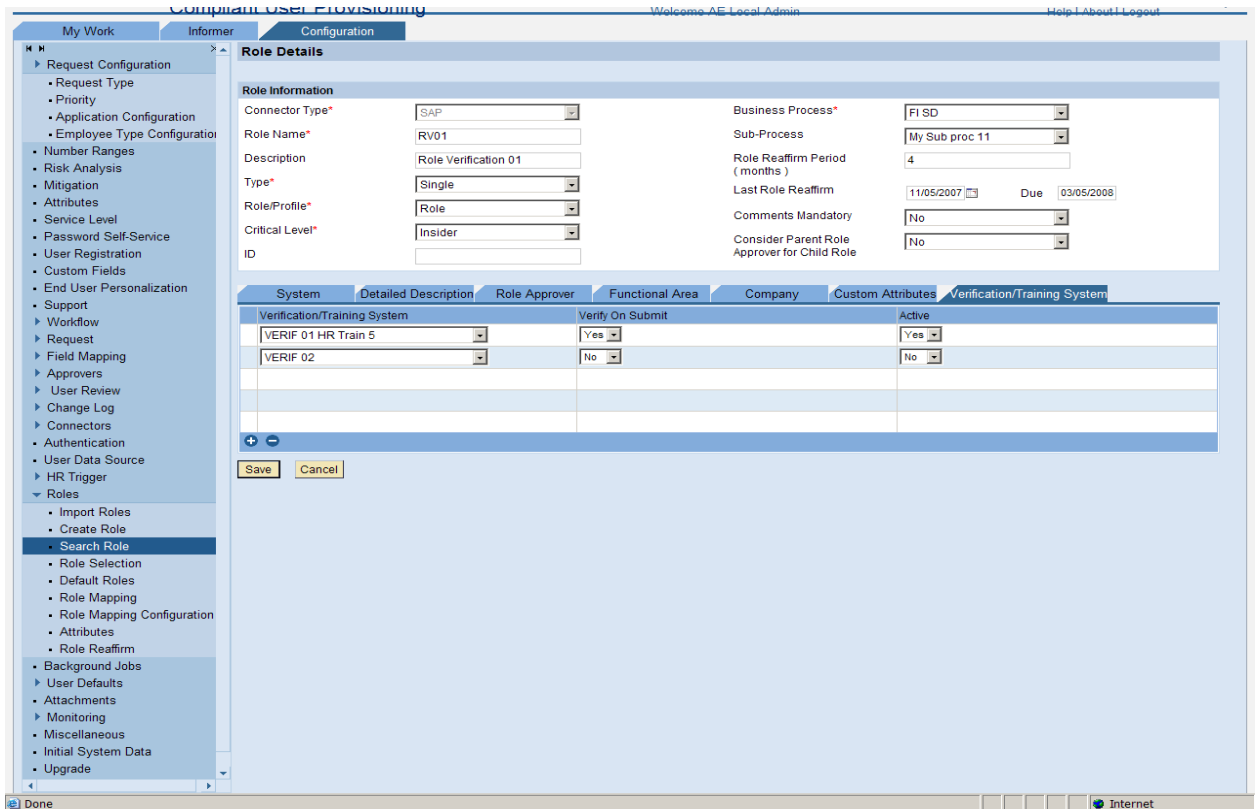 Compliant User Provisioning
Welcome AE Local Admin
Help | About | Logout
My Work
Informer
Configuration
Request Configuration
Request Type
Priority
Application Configuration
Employee Type Configuration
Number Ranges
Risk Analysis
Mitigation
Attributes
Service Level
Password Self-Service
User Registration
Custom Fields
End User Personalization
Support
Workflow
Request
Field Mapping
Approvers
User Review
Change Log
Connectors
Authentication
User Data Source
HR Trigger
Roles
Import Roles
Create Role
Search Role
Role Selection
Default Roles
Role Mapping
Role Mapping Configuration
Attributes
Role Reaffirm
Background Jobs
User Defaults
Attachments
Monitoring
Miscellaneous
Initial System Data
Upgrade
Role Details
Role Information
Connector Type* SAP
Role Name* RV01
Description Role Verification 01
Type* Single
Role/Profile* Role
Critical Level* Insider
ID
Business Process* FI SD
Sub-Process My Sub proc 11
Role Reaffirm Period 4
( months )
Last Role Reaffirm 11/05/2007 Due 03/05/2008
Comments Mandatory No
Consider Parent Role No
Approver for Child Role
System
Detailed Description
Role Approver
Functional Area
Company
Custom Attributes
Verification/Training System
Verification/Training System Verify On Submit Active
VERIF 01 HR Train 5 Yes Yes
VERIF 02 No No
Save
Cancel
Done
Internet